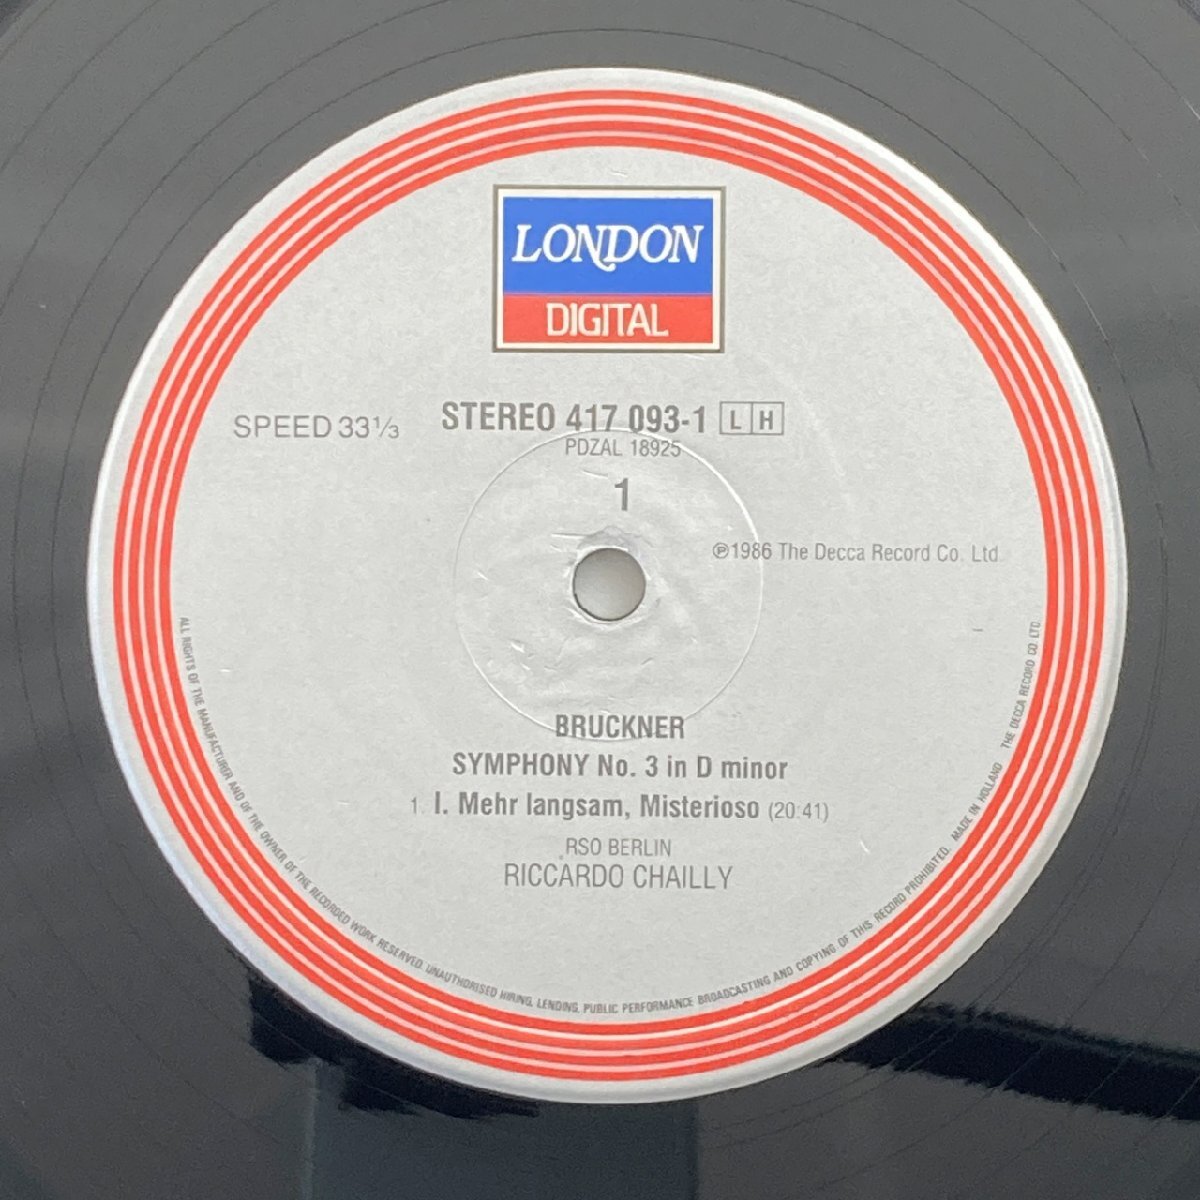 LONDON
DIGITAL
SPEED 33⅓
STEREO 417 093-1 L H
PDZAL 18925
1
℗1986 The Decca Record Co. Ltd.
BRUCKNER
SYMPHONY No. 3 in D minor
1. I. Mehr langsam, Misterioso (20:41)
RSO BERLIN
RICCARDO CHAILLY
ALL RIGHTS OF THE MANUFACTURER AND OF THE OWNER OF THE RECORDED WORK RESERVED. UNAUTHORISED HIRING, LENDING, PUBLIC PERFORMANCE BROADCASTING AND COPYING OF THIS RECORD PROHIBITED. MADE IN HOLLAND THE DECCA RECORD CO. LTD.